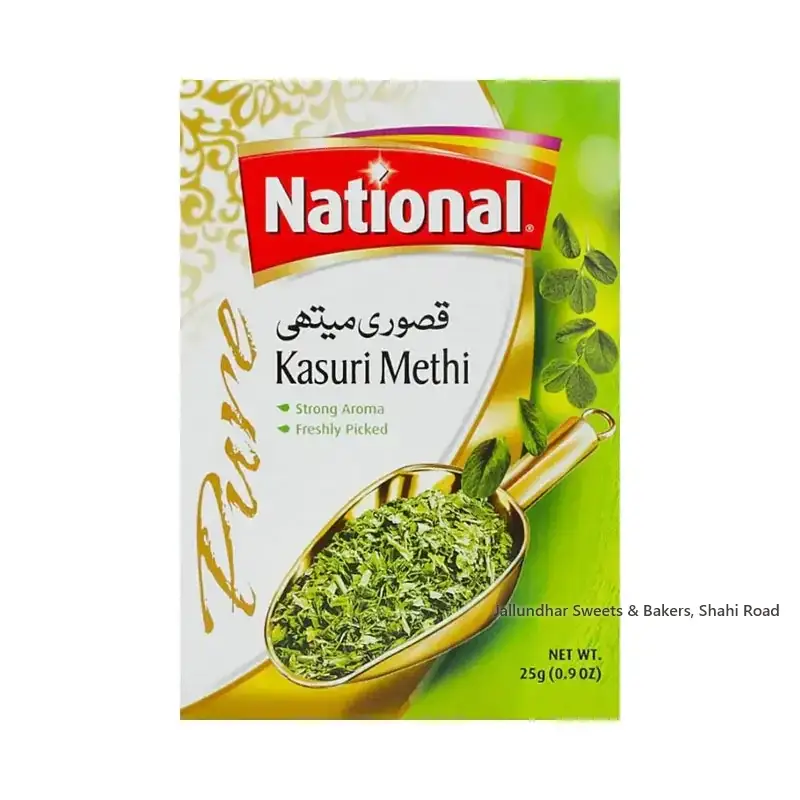 National®
قصوری میتھی
Kasuri Methi
Strong Aroma
Freshly Picked
Pure
Jallundhar Sweets & Bakers, Shahi Road
NET WT.
25g (0.9 OZ)